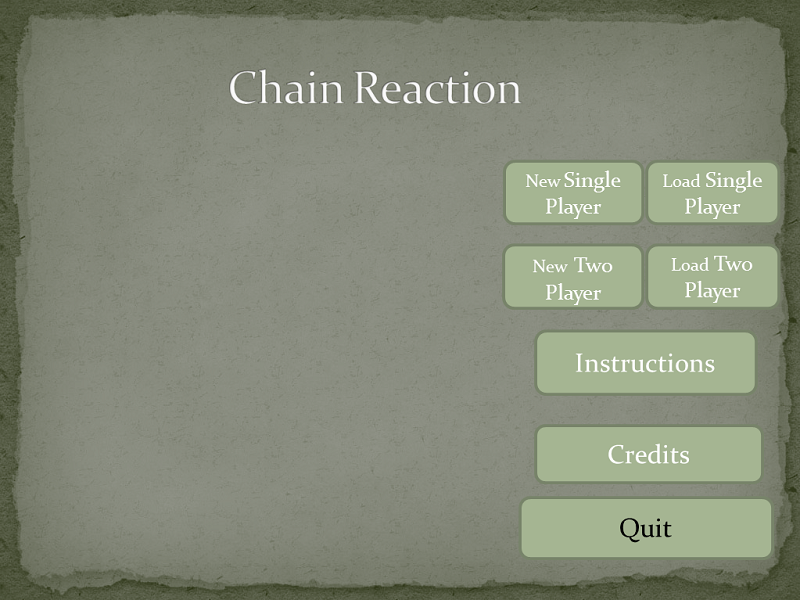 Chain Reaction
New Single
Player
Load Single
Player
New Two
Player
Load Two
Player
Instructions
Credits
Quit